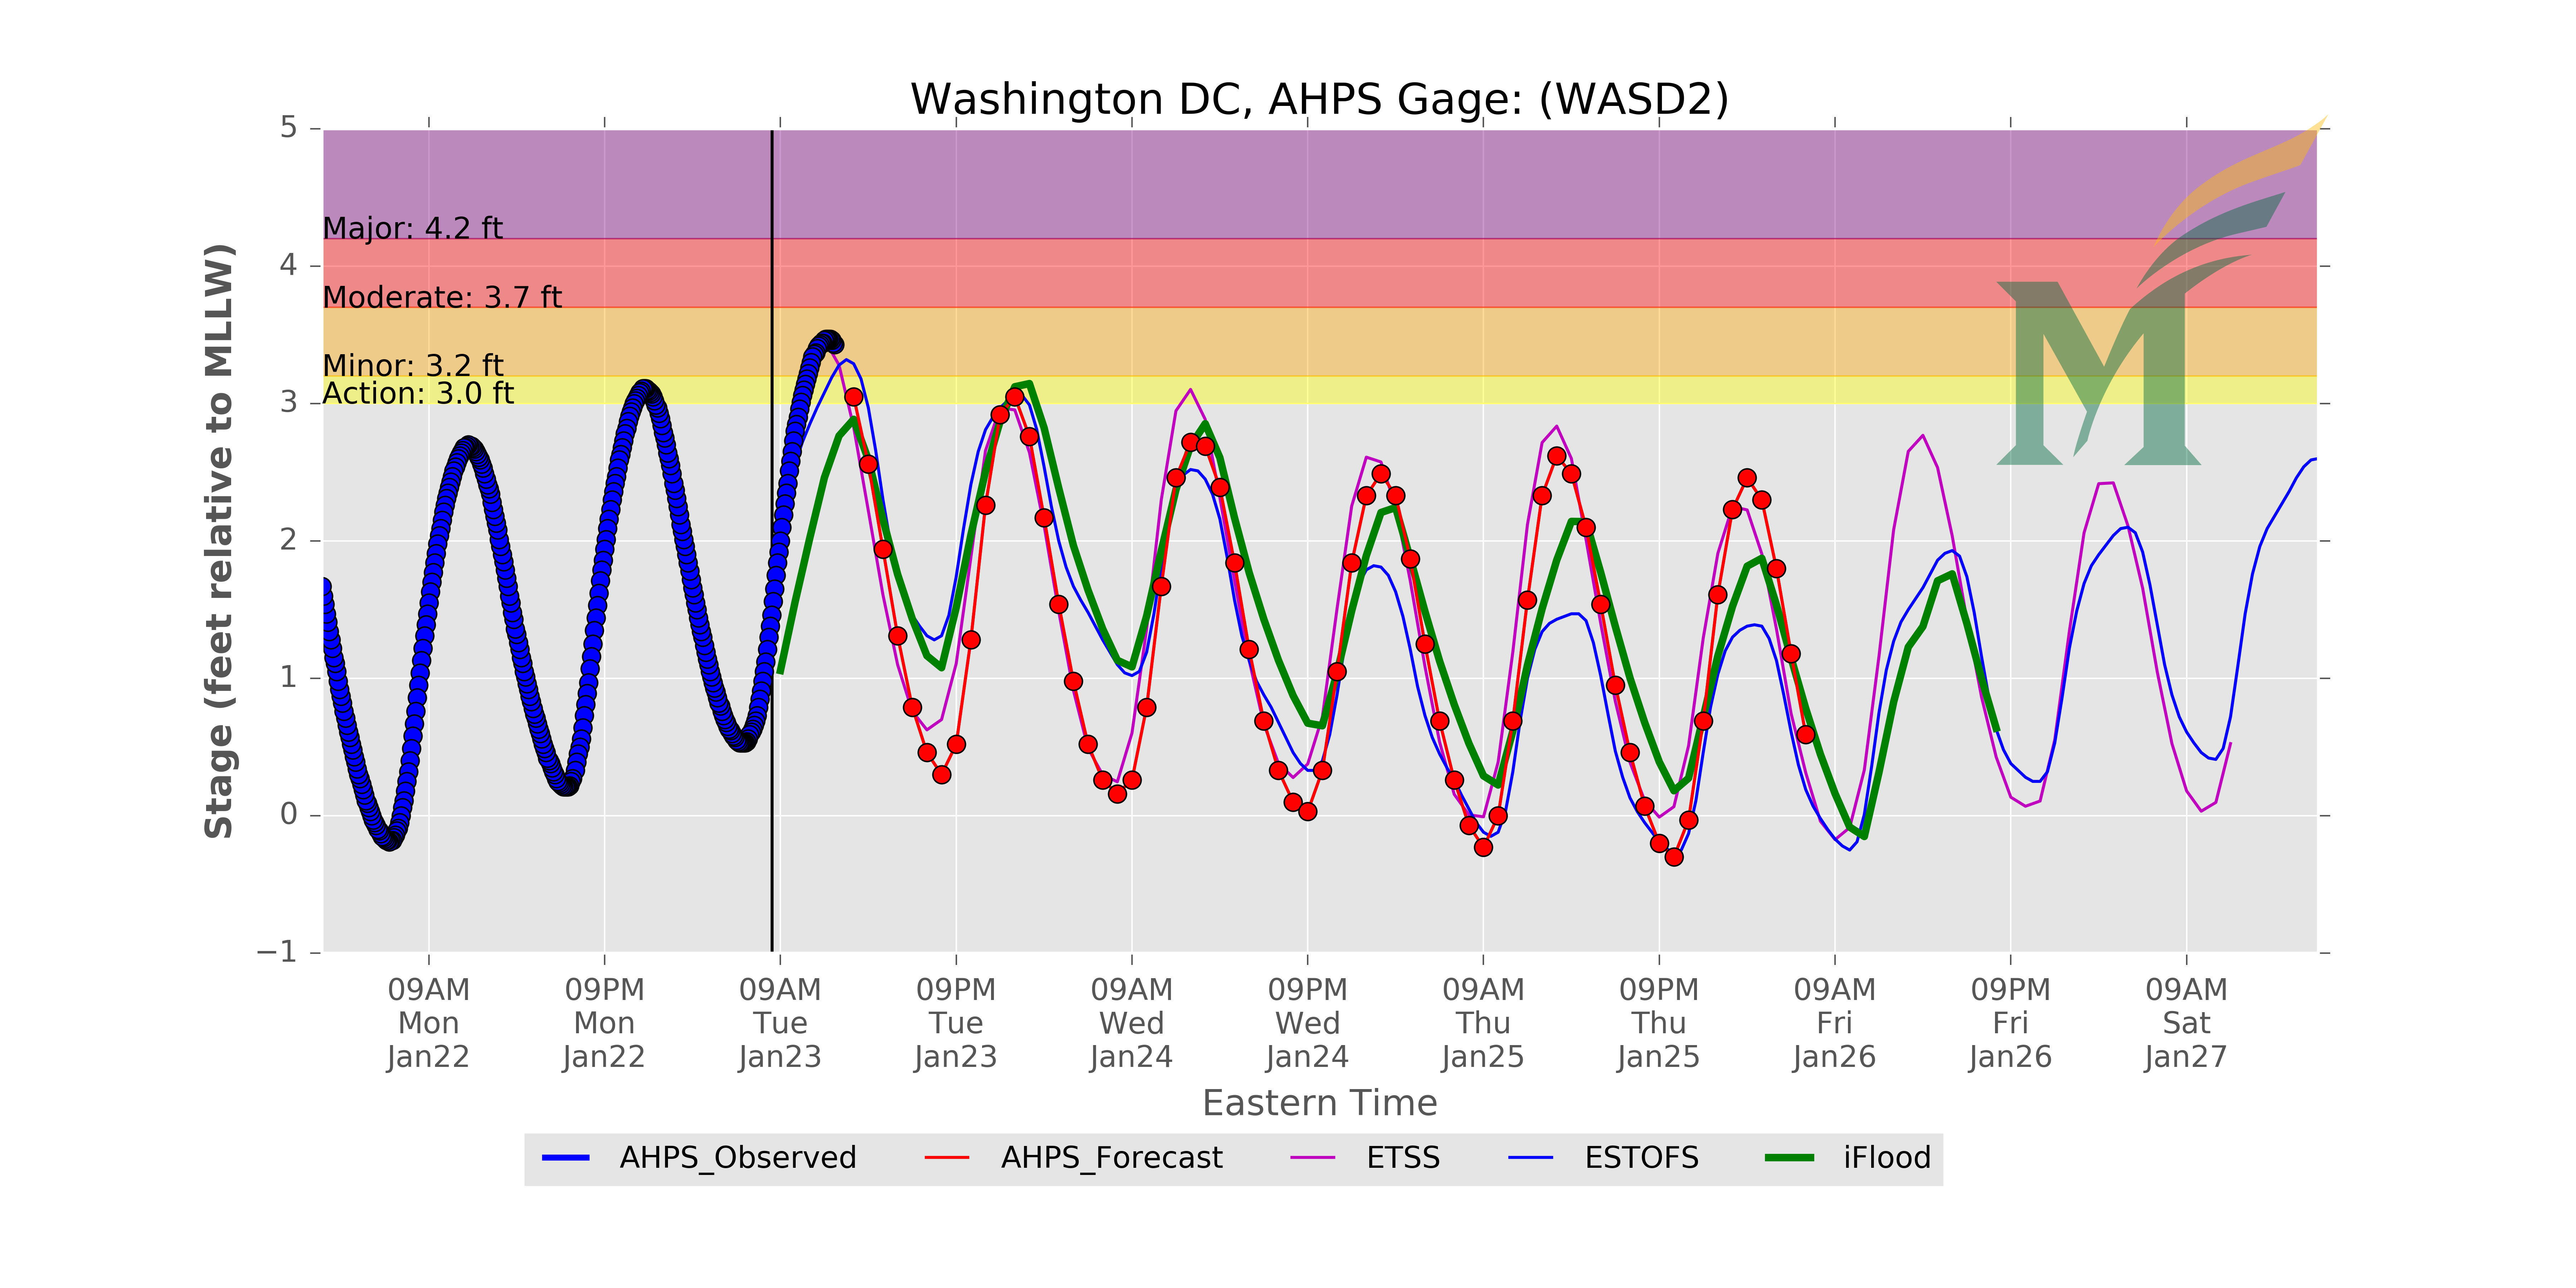 Washington DC, AHPS Gage: (WASD2)
Stage (feet relative to MLLW)
5
4
3
2
1
0
−1
Major: 4.2 ft
Moderate: 3.7 ft
Minor: 3.2 ft
Action: 3.0 ft
M
09AM 09PM 09AM 09PM 09AM 09PM 09AM 09PM 09AM 09PM 09AM
Mon Mon Tue Tue Wed Wed Thu Thu Fri Fri Sat
Jan22 Jan22 Jan23 Jan23 Jan24 Jan24 Jan25 Jan25 Jan26 Jan26 Jan27
Eastern Time
AHPS_Observed AHPS_Forecast ETSS ESTOFS iFlood